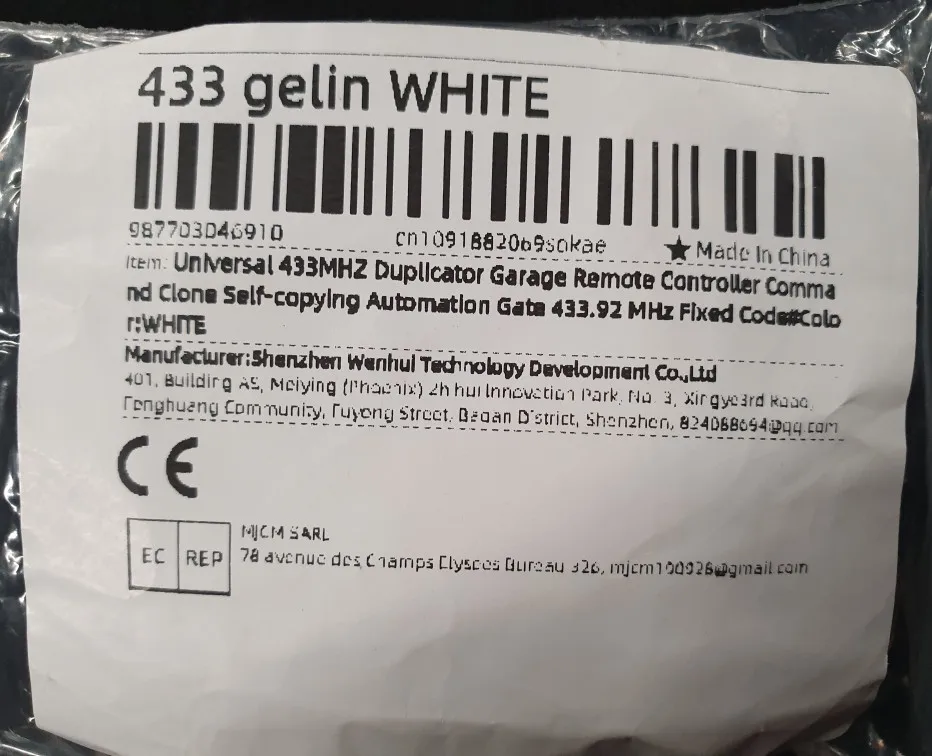 433 gelin WHITE
987703046910
cn1091882069sokae
★ Made In China
Item: Universal 433MHZ Duplicator Garage Remote Controller Comma
nd Clone Self-copying Automation Gate 433.92 MHz Fixed Code#Colo
r:WHITE
Manufacturer:Shenzhen Wenhui Technology Development Co.,Ltd
401, Building A5, Meiying (Phoenix) Zhihui Innovation Park, No. 3, Xingye3rd Road,
Fenghuang Community, Fuyong Street, Baoan District, Shenzhen, 824068694@qq.com
CE
EC REP
MJCM SARL
78 avenue des Champs Elysees Bureau 326, mjcm100926@gmail.com